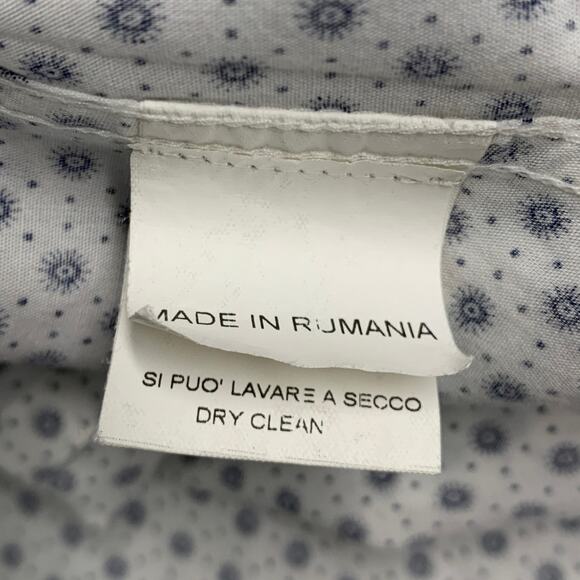 MADE IN RUMANIA
SI PUO' LAVARE A SECCO
DRY CLEAN